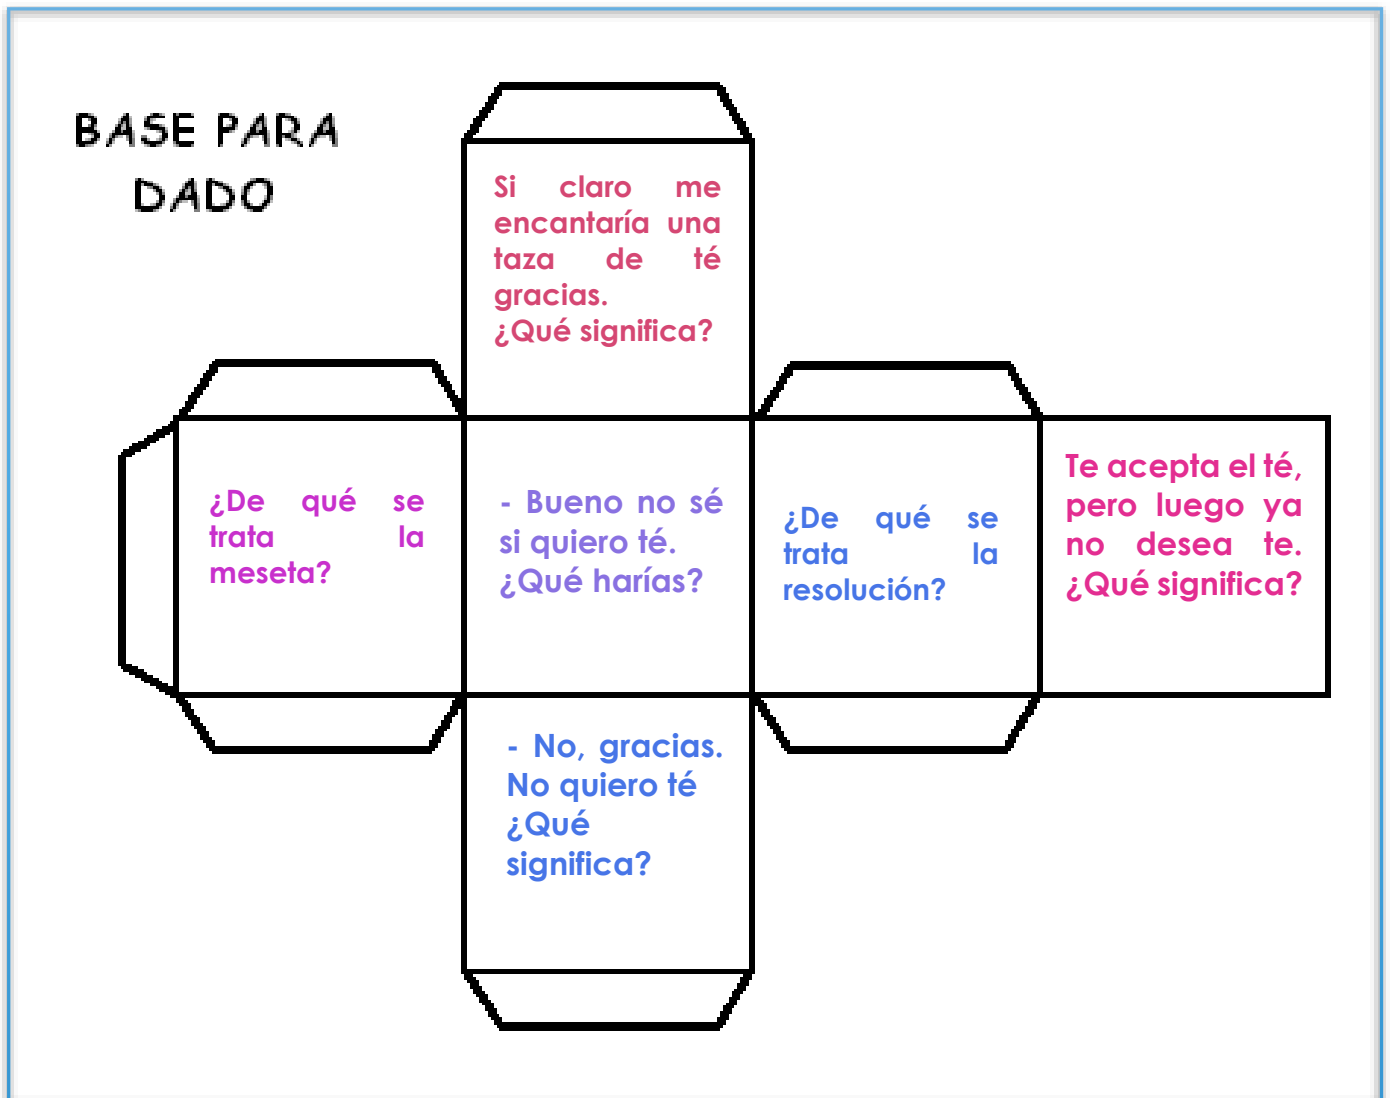 BASE PARA
DADO
Si claro me
encantaría una
taza de té
gracias.
¿Qué significa?
¿De qué se
trata la
meseta?
- Bueno no sé
si quiero té.
¿Qué harías?
¿De qué se
trata la
resolución?
Te acepta el té,
pero luego ya
no desea te.
¿Qué significa?
- No, gracias.
No quiero té
¿Qué
significa?